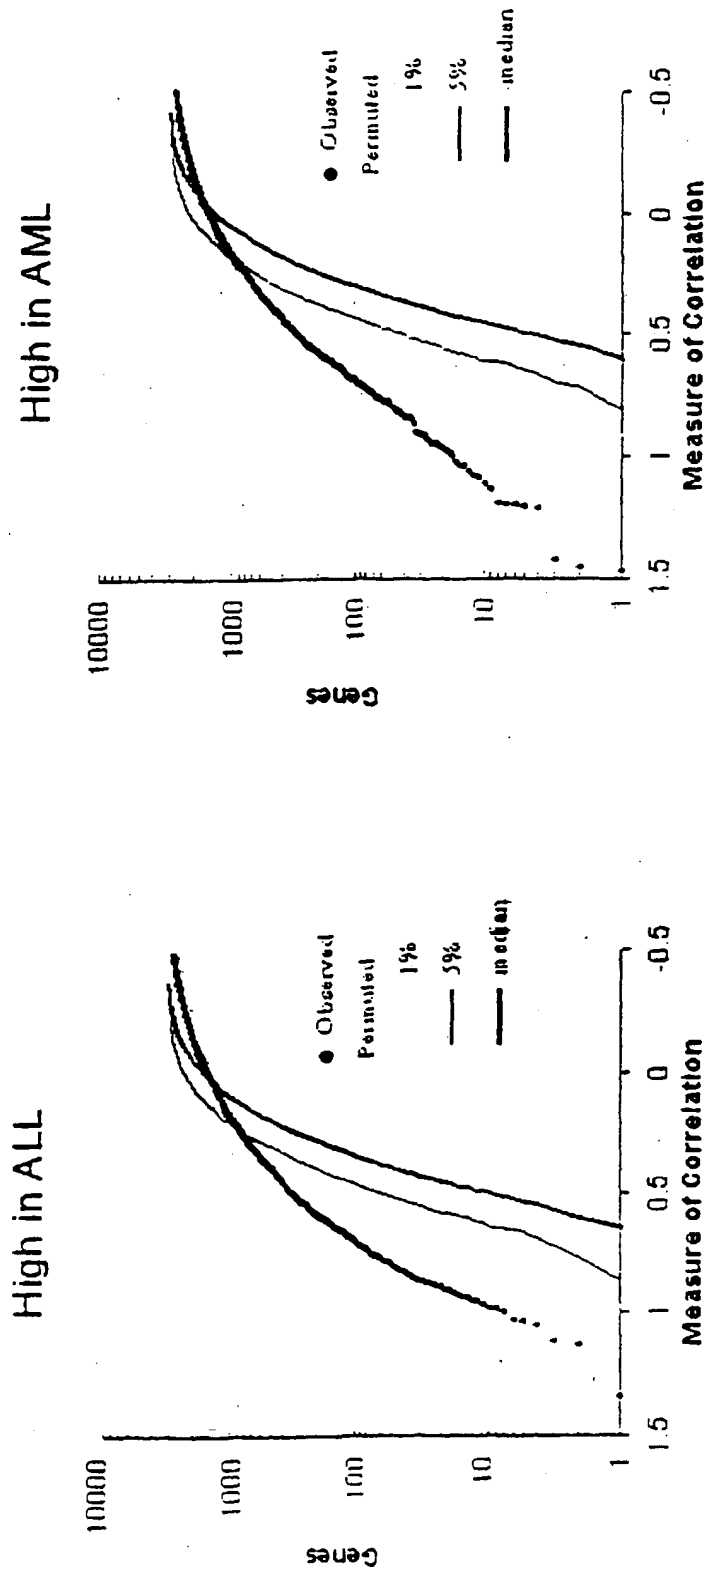 High in ALL
Genes
10000
1000
100
10
1
1.5
1
0.5
0
-0.5
Measure of Correlation
Observed
Permuted
1%
5%
median
High in AML
Genes
10000
1000
100
10
1
1.5
1
0.5
0
-0.5
Measure of Correlation
Observed
Permuted
1%
5%
median